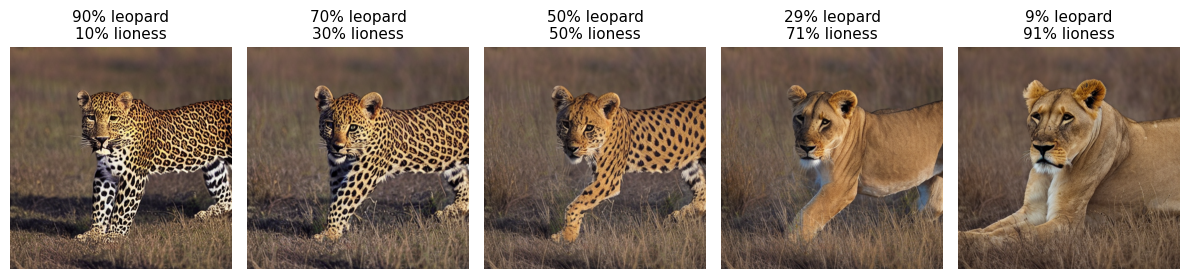 90% leopard
10% lioness
70% leopard
30% lioness
50% leopard
50% lioness
29% leopard
71% lioness
9% leopard
91% lioness